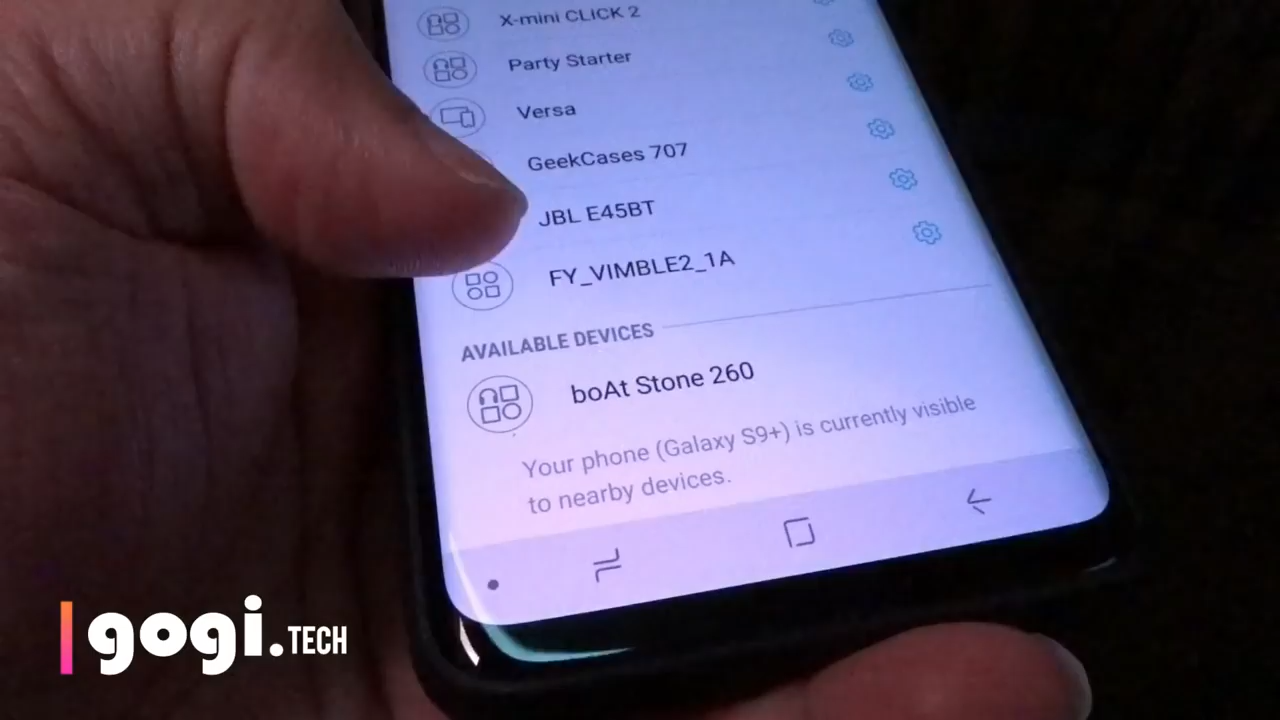 X-mini CLICK 2
Party Starter
Versa
GeekCases 707
JBL E45BT
FY_VIMBLE2_1A
AVAILABLE DEVICES
boAt Stone 260
Your phone (Galaxy S9+) is currently visible
to nearby devices.
gogi.TECH